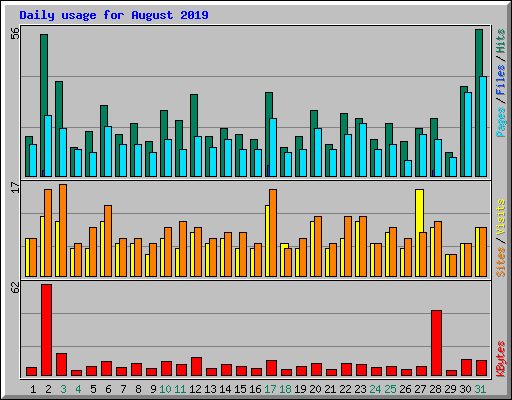 Daily usage for August 2019
56
Pages / Files / Hits
17
Sites / Visits
62
KBytes
1 2 3 4 5 6 7 8 9 10 11 12 13 14 15 16 17 18 19 20 21 22 23 24 25 26 27 28 29 30 31